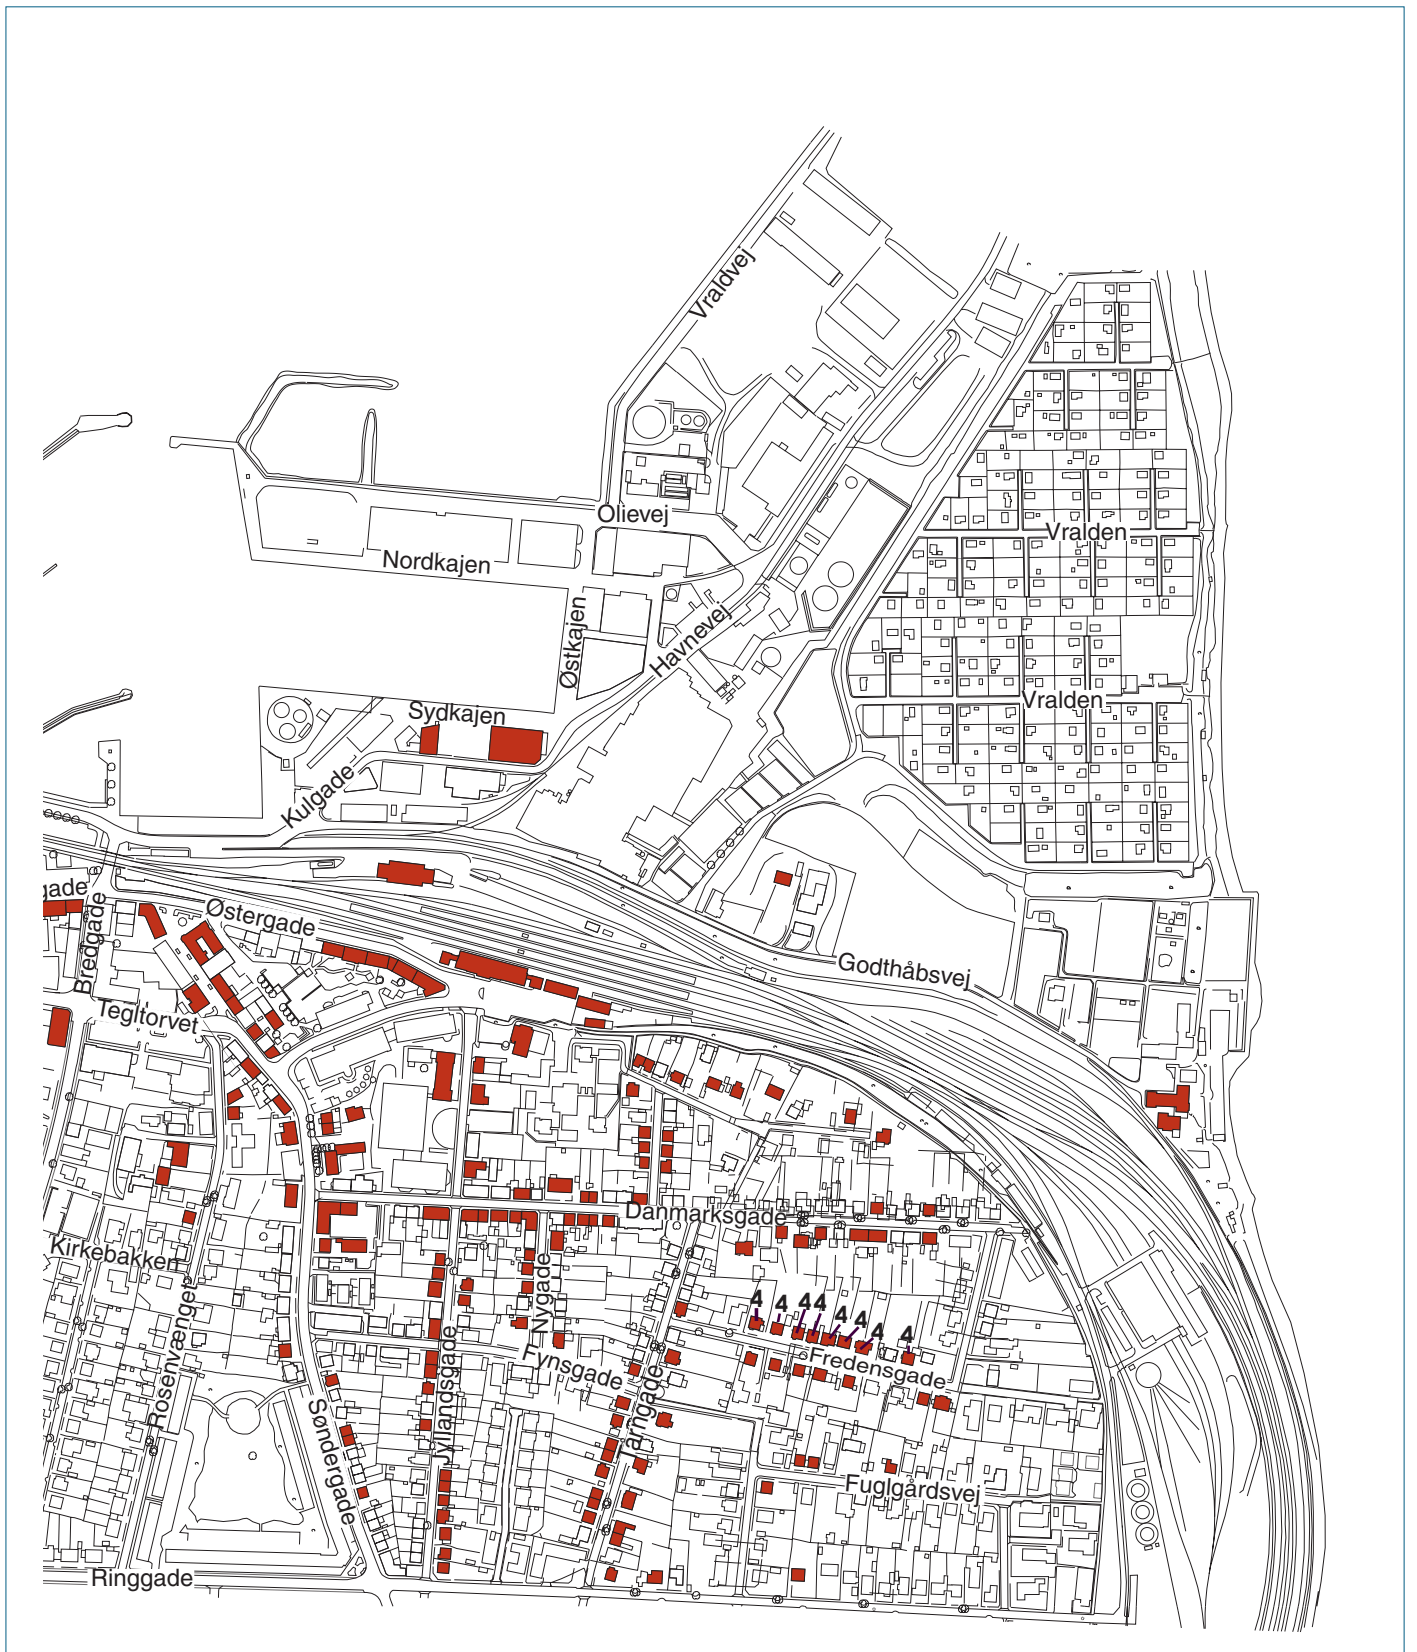 Vraldvej
Olievej
Vralden
Nordkajen
Østkajen
Havnevej
Vralden
Sydkajen
Kulgade
gade
Bredgade
Østergade
Godthåbsvej
Tegltorvet
Danmarksgade
Kirkebakken
Rosenvænget
Nygade
4
4
4
4
4
4
4
4
Fynsgade
Fredensgade
Jyllandsgade
Tårngade
Søndergade
Fuglgårdsvej
Ringgade